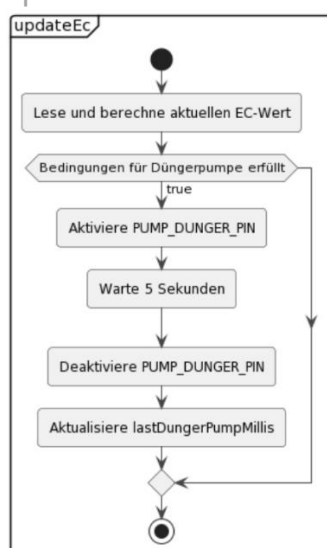 updateEc
Lese und berechne aktuellen EC-Wert
Bedingungen für Düngerpumpe erfüllt
true
Aktiviere PUMP_DUNGER_PIN
Warte 5 Sekunden
Deaktiviere PUMP_DUNGER_PIN
Aktualisiere lastDungerPumpMillis